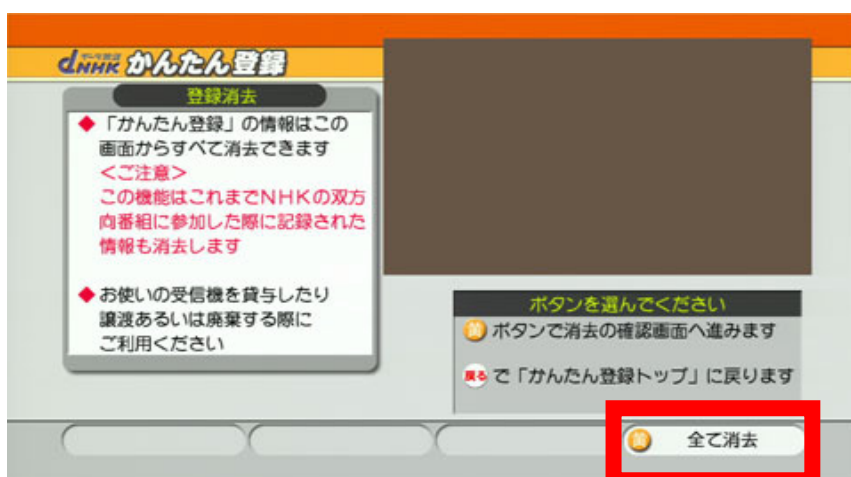 dデータ放送NHK かんたん登録
登録消去
◆「かんたん登録」の情報はこの
画面からすべて消去できます
<ご注意>
この機能はこれまでNHKの双方
向番組に参加した際に記録された
情報も消去します
◆お使いの受信機を貸与したり
譲渡あるいは廃棄する際に
ご利用ください
ボタンを選んでください
黄 ボタンで消去の確認画面へ進みます
戻る で「かんたん登録トップ」に戻ります
黄 全て消去